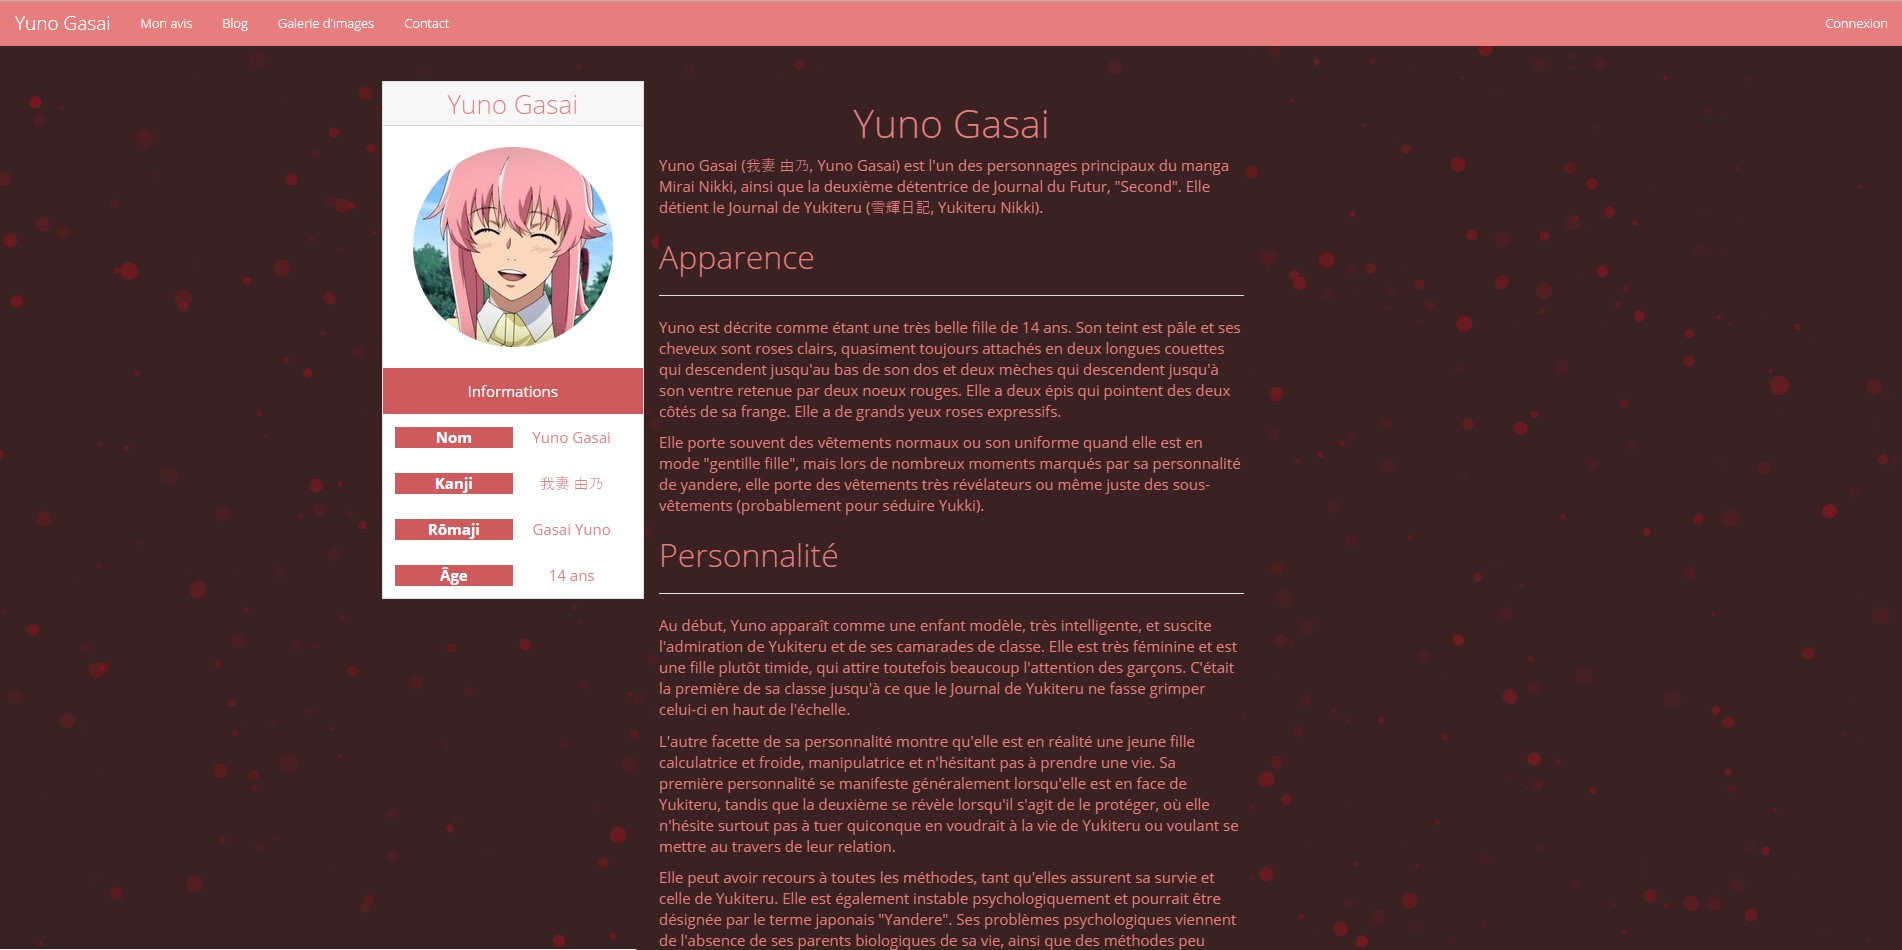 Yuno Gasai Mon avis Blog Galerie d'images Contact Connexion
Yuno Gasai
Informations
Nom Yuno Gasai
Kanji 我妻 由乃
Rōmaji Gasai Yuno
Âge 14 ans
Yuno Gasai
Yuno Gasai (我妻 由乃, Yuno Gasai) est l'un des personnages principaux du manga
Mirai Nikki, ainsi que la deuxième détentrice de Journal du Futur, "Second". Elle
détient le Journal de Yukiteru (雪輝日記, Yukiteru Nikki).
Apparence
Yuno est décrite comme étant une très belle fille de 14 ans. Son teint est pâle et ses
cheveux sont roses clairs, quasiment toujours attachés en deux longues couettes
qui descendent jusqu'au bas de son dos et deux mèches qui descendent jusqu'à
son ventre retenue par deux noeux rouges. Elle a deux épis qui pointent des deux
côtés de sa frange. Elle a de grands yeux roses expressifs.
Elle porte souvent des vêtements normaux ou son uniforme quand elle est en
mode "gentille fille", mais lors de nombreux moments marqués par sa personnalité
de yandere, elle porte des vêtements très révélateurs ou même juste des sous-
vêtements (probablement pour séduire Yukki).
Personnalité
Au début, Yuno apparaît comme une enfant modèle, très intelligente, et suscite
l'admiration de Yukiteru et de ses camarades de classe. Elle est très féminine et est
une fille plutôt timide, qui attire toutefois beaucoup l'attention des garçons. C'était
la première de sa classe jusqu'à ce que le Journal de Yukiteru ne fasse grimper
celui-ci en haut de l'échelle.
L'autre facette de sa personnalité montre qu'elle est en réalité une jeune fille
calculatrice et froide, manipulatrice et n'hésitant pas à prendre une vie. Sa
première personnalité se manifeste généralement lorsqu'elle est en face de
Yukiteru, tandis que la deuxième se révèle lorsqu'il s'agit de le protéger, où elle
n'hésite surtout pas à tuer quiconque en voudrait à la vie de Yukiteru ou voulant se
mettre au travers de leur relation.
Elle peut avoir recours à toutes les méthodes, tant qu'elles assurent sa survie et
celle de Yukiteru. Elle est également instable psychologiquement et pourrait être
désignée par le terme japonais "Yandere". Ses problèmes psychologiques viennent
de l'absence de ses parents biologiques de sa vie, ainsi que des méthodes peu